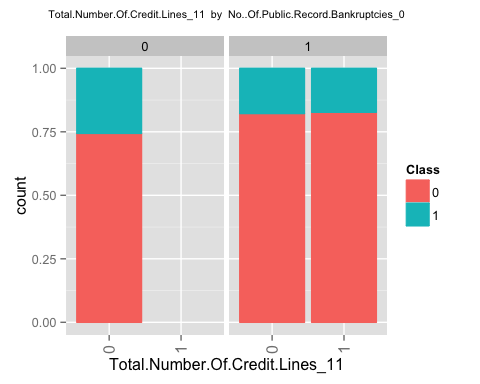 Total.Number.Of.Credit.Lines_11 by No..Of.Public.Record.Bankruptcies_0
0 1
1.00
0.75
0.50
0.25
0.00
count
0 1 0 1
Total.Number.Of.Credit.Lines_11
Class
0
1